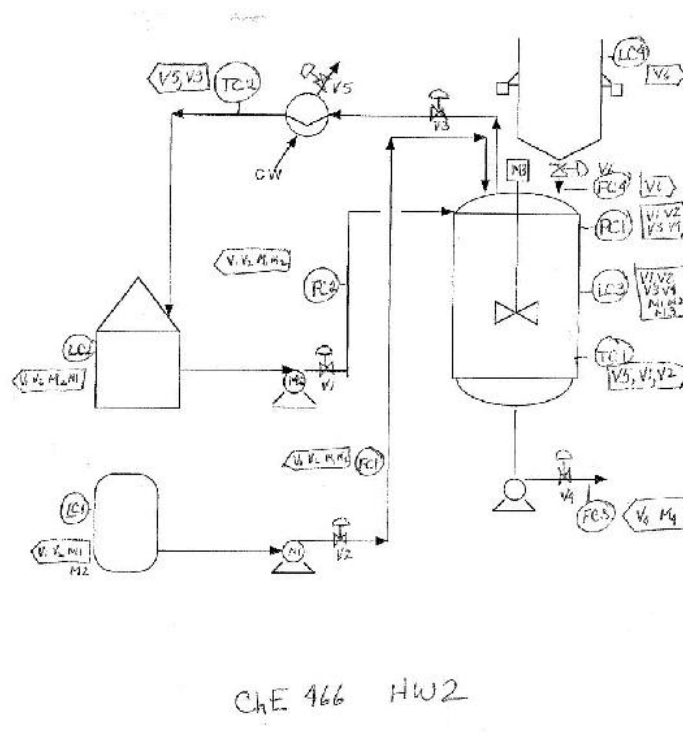 V5, V3
TC2
V5
V3
CW
LC4
V6
V6
FC4
V6
M3
PC1
V1 V2
V3 V4
LC3
V1 V2
V3 V4
M1 M2
M3
TC1
V5, V1, V2
V1 V2 M1 M2
FC2
LC2
V1 V2 M2 M1
M2
V1
V1 V2 M1 M2
FC1
LC1
V1 V2 M1
M2
M1
V2
V4
FC3
V4 M4
ChE 466 HW2